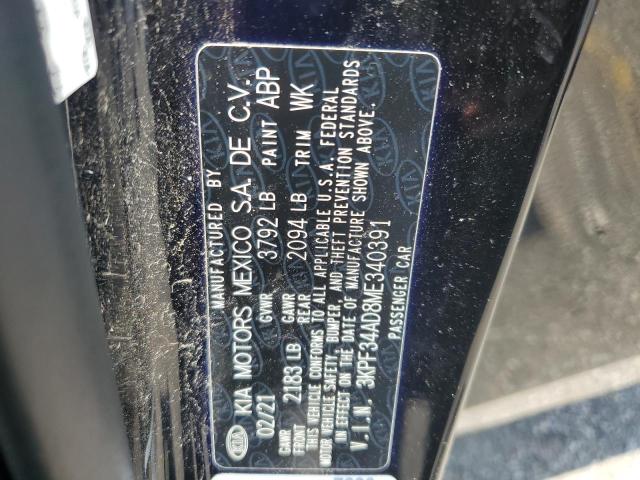 MANUFACTURED BY
KIA KIA MOTORS MEXICO S.A. DE C.V.
02/21 GVWR 3792 LB PAINT ABP
GAWR FRONT 2183 LB GAWR REAR 2094 LB TRIM WK
THIS VEHICLE CONFORMS TO ALL APPLICABLE U.S.A. FEDERAL
MOTOR VEHICLE SAFETY, BUMPER, AND THEFT PREVENTION STANDARDS
IN EFFECT ON THE DATE OF MANUFACTURE SHOWN ABOVE.
V.I.N. 3KPF34AD8ME340391
PASSENGER CAR